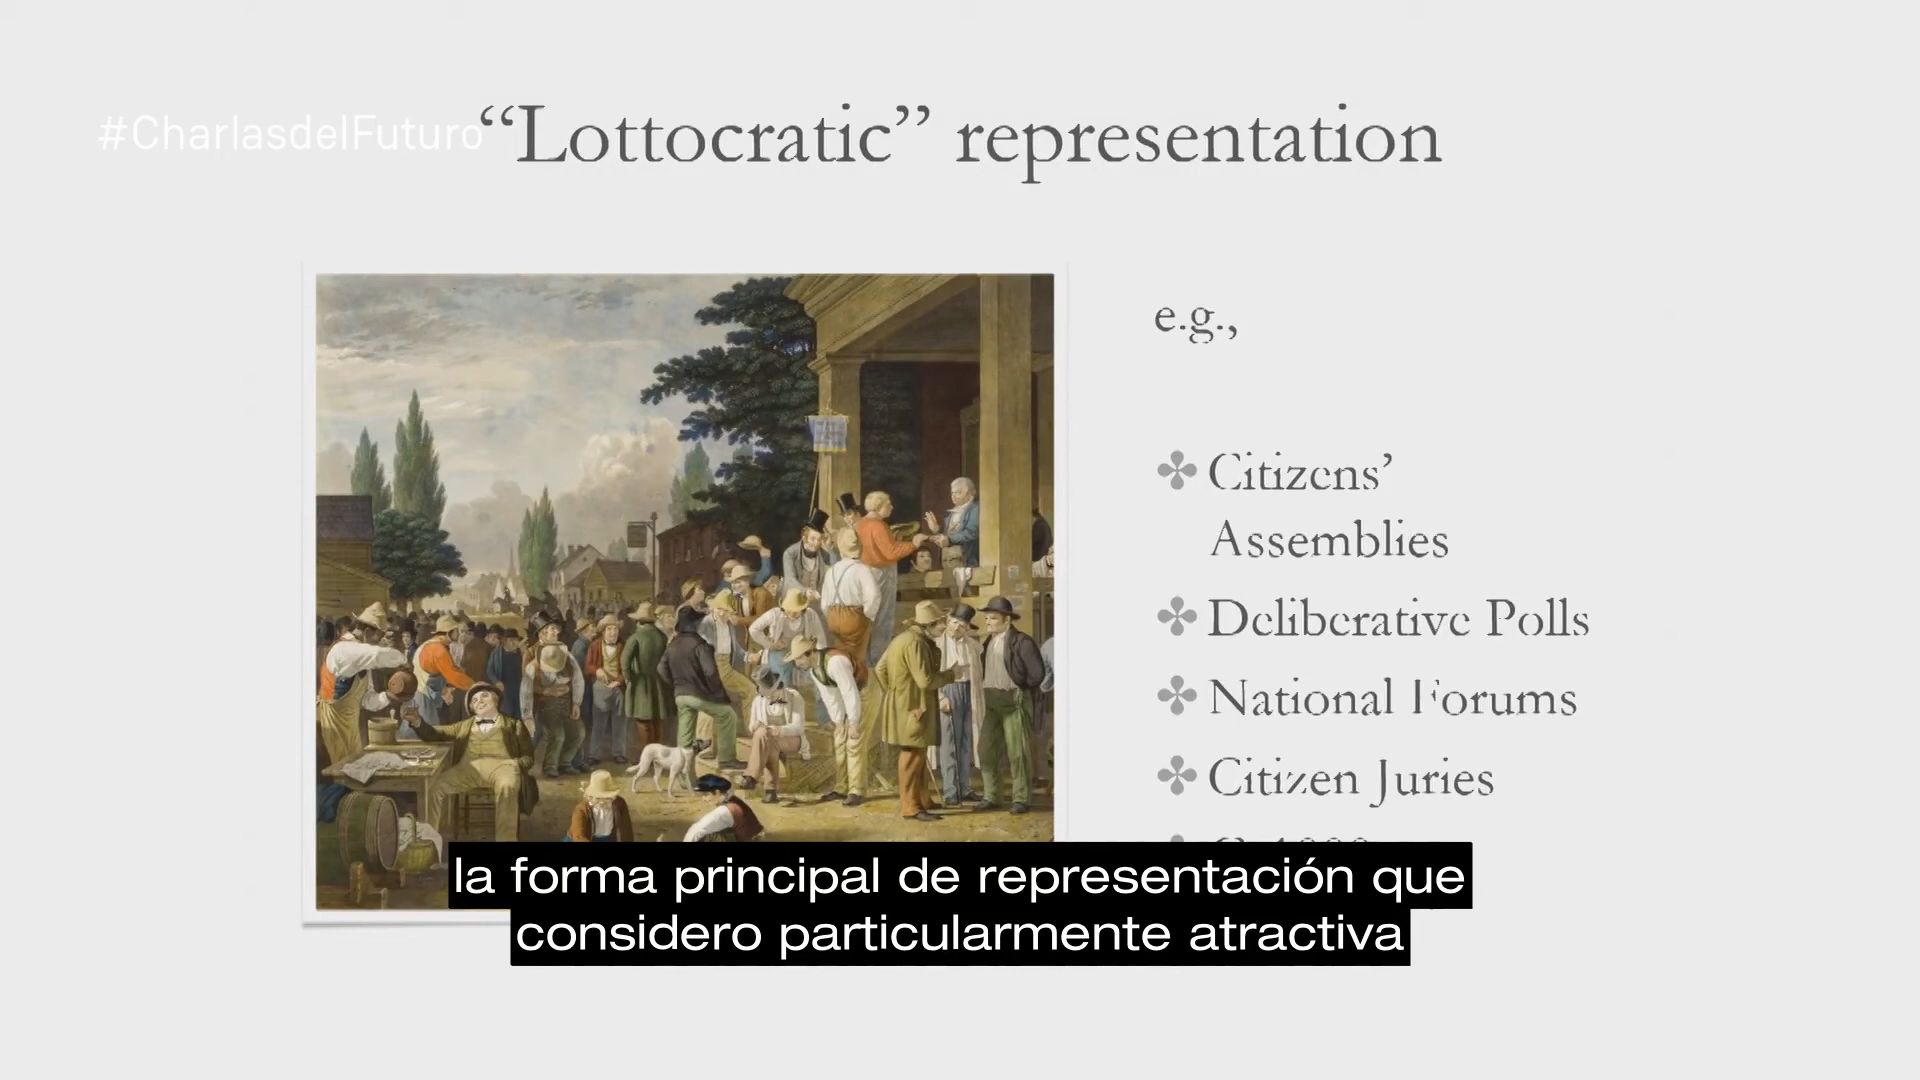 #CharlasdelFuturo
“Lottocratic” representation
e.g.,
Citizens’
Assemblies
Deliberative Polls
National Forums
Citizen Juries
la forma principal de representación que
considero particularmente atractiva